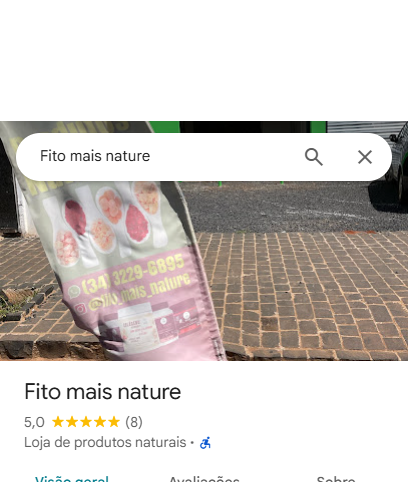 Fito mais nature
(34) 3229-6895
@fito_mais_nature
Fito mais nature
5,0 (8)
Loja de produtos naturais ·
Visão geral Avaliações Sobre